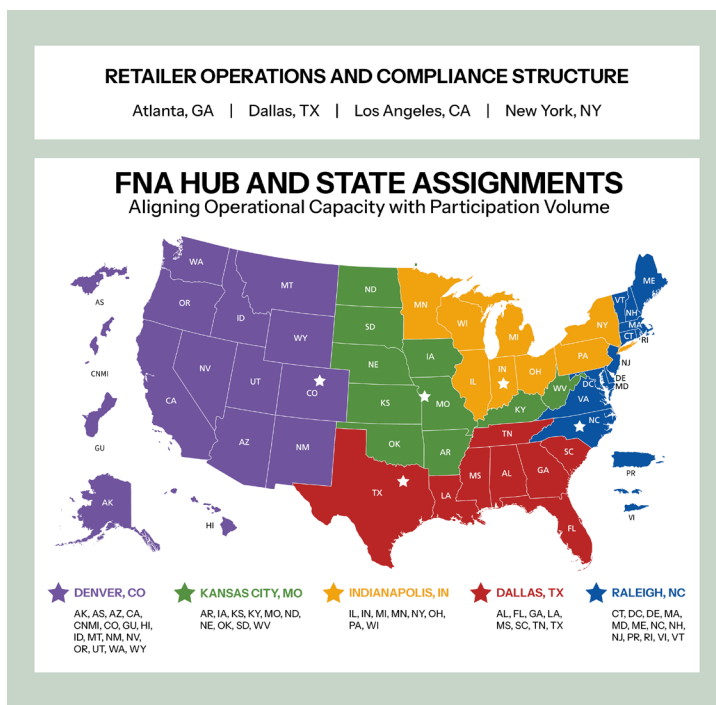 RETAILER OPERATIONS AND COMPLIANCE STRUCTURE
Atlanta, GA | Dallas, TX | Los Angeles, CA | New York, NY
FNA HUB AND STATE ASSIGNMENTS
Aligning Operational Capacity with Participation Volume
WA
MT
ND
MN
ME
AS
OR
ID
SD
WI
MI
NY
VT
NH
MA
CT
RI
CNMI
WY
NE
IA
PA
NJ
NV
UT
CO
IL
IN
OH
DE
MD
DC
CA
KS
MO
WV
VA
KY
GU
AZ
NM
OK
AR
TN
NC
SC
AK
HI
TX
LA
MS
AL
GA
FL
PR
VI
DENVER, CO
AK, AS, AZ, CA,
CNMI, CO, GU, HI,
ID, MT, NM, NV,
OR, UT, WA, WY
KANSAS CITY, MO
AR, IA, KS, KY, MO, ND,
NE, OK, SD, WV
INDIANAPOLIS, IN
IL, IN, MI, MN, NY, OH,
PA, WI
DALLAS, TX
AL, FL, GA, LA,
MS, SC, TN, TX
RALEIGH, NC
CT, DC, DE, MA,
MD, ME, NC, NH,
NJ, PR, RI, VI, VT